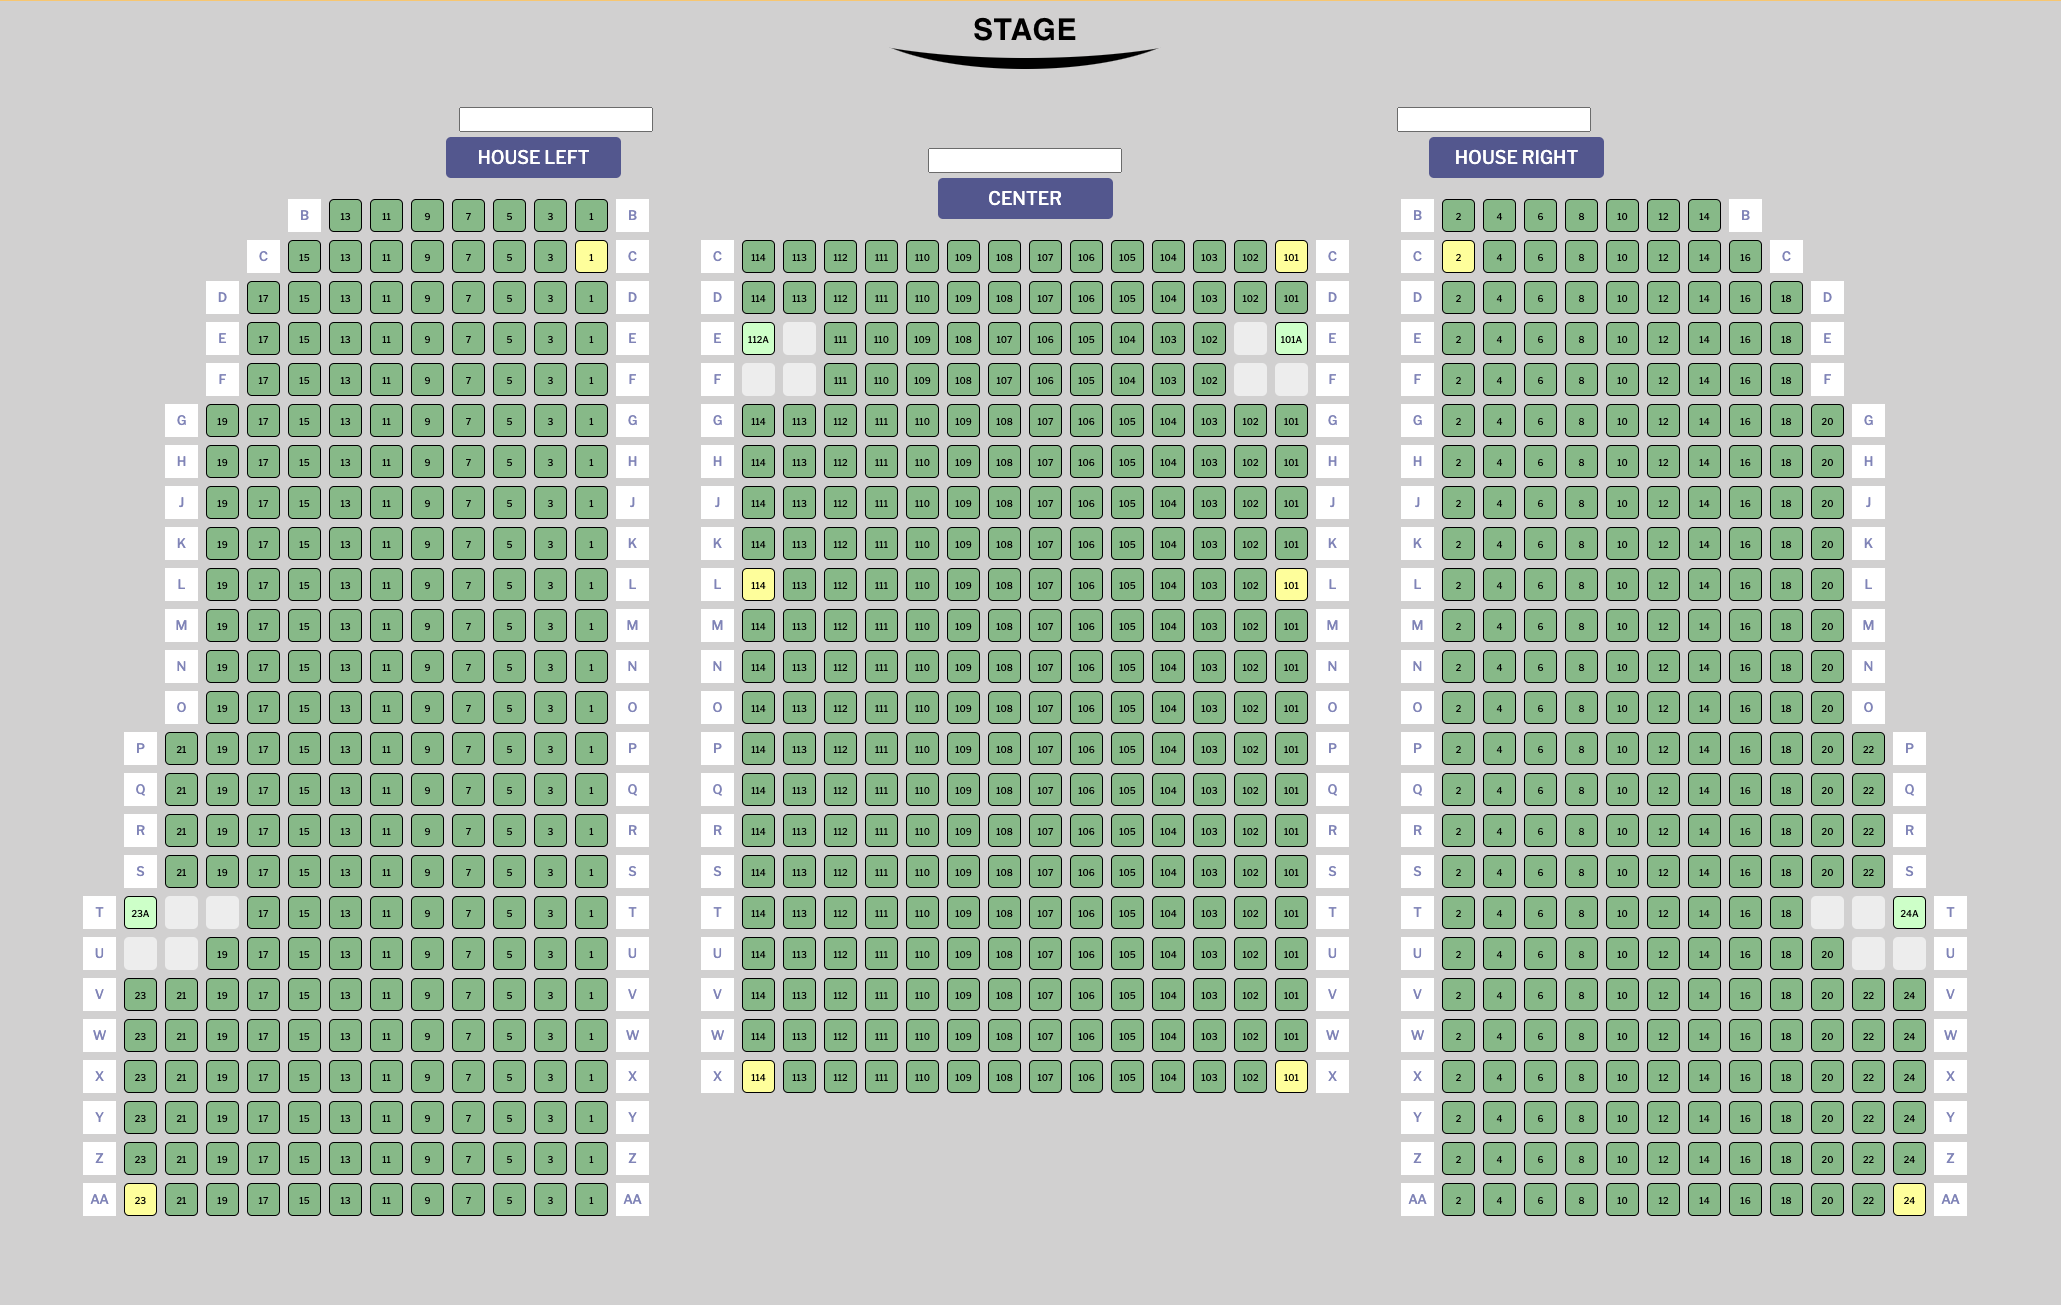 STAGE
HOUSE LEFT HOUSE RIGHT
CENTER
B 13 11 9 7 5 3 1 B B 2 4 6 8 10 12 14 B
C 15 13 11 9 7 5 3 1 C C 114 113 112 111 110 109 108 107 106 105 104 103 102 101 C C 2 4 6 8 10 12 14 16 C
D 17 15 13 11 9 7 5 3 1 D D 114 113 112 111 110 109 108 107 106 105 104 103 102 101 D D 2 4 6 8 10 12 14 16 18 D
E 17 15 13 11 9 7 5 3 1 E E 112A 111 110 109 108 107 106 105 104 103 102 101A E E 2 4 6 8 10 12 14 16 18 E
F 17 15 13 11 9 7 5 3 1 F F 111 110 109 108 107 106 105 104 103 102 F F 2 4 6 8 10 12 14 16 18 F
G 19 17 15 13 11 9 7 5 3 1 G G 114 113 112 111 110 109 108 107 106 105 104 103 102 101 G G 2 4 6 8 10 12 14 16 18 20 G
H 19 17 15 13 11 9 7 5 3 1 H H 114 113 112 111 110 109 108 107 106 105 104 103 102 101 H H 2 4 6 8 10 12 14 16 18 20 H
J 19 17 15 13 11 9 7 5 3 1 J J 114 113 112 111 110 109 108 107 106 105 104 103 102 101 J J 2 4 6 8 10 12 14 16 18 20 J
K 19 17 15 13 11 9 7 5 3 1 K K 114 113 112 111 110 109 108 107 106 105 104 103 102 101 K K 2 4 6 8 10 12 14 16 18 20 K
L 19 17 15 13 11 9 7 5 3 1 L L 114 113 112 111 110 109 108 107 106 105 104 103 102 101 L L 2 4 6 8 10 12 14 16 18 20 L
M 19 17 15 13 11 9 7 5 3 1 M M 114 113 112 111 110 109 108 107 106 105 104 103 102 101 M M 2 4 6 8 10 12 14 16 18 20 M
N 19 17 15 13 11 9 7 5 3 1 N N 114 113 112 111 110 109 108 107 106 105 104 103 102 101 N N 2 4 6 8 10 12 14 16 18 20 N
O 19 17 15 13 11 9 7 5 3 1 O O 114 113 112 111 110 109 108 107 106 105 104 103 102 101 O O 2 4 6 8 10 12 14 16 18 20 O
P 21 19 17 15 13 11 9 7 5 3 1 P P 114 113 112 111 110 109 108 107 106 105 104 103 102 101 P P 2 4 6 8 10 12 14 16 18 20 22 P
Q 21 19 17 15 13 11 9 7 5 3 1 Q Q 114 113 112 111 110 109 108 107 106 105 104 103 102 101 Q Q 2 4 6 8 10 12 14 16 18 20 22 Q
R 21 19 17 15 13 11 9 7 5 3 1 R R 114 113 112 111 110 109 108 107 106 105 104 103 102 101 R R 2 4 6 8 10 12 14 16 18 20 22 R
S 21 19 17 15 13 11 9 7 5 3 1 S S 114 113 112 111 110 109 108 107 106 105 104 103 102 101 S S 2 4 6 8 10 12 14 16 18 20 22 S
T 23A 17 15 13 11 9 7 5 3 1 T T 114 113 112 111 110 109 108 107 106 105 104 103 102 101 T T 2 4 6 8 10 12 14 16 18 24A T
U 19 17 15 13 11 9 7 5 3 1 U U 114 113 112 111 110 109 108 107 106 105 104 103 102 101 U U 2 4 6 8 10 12 14 16 18 20 U
V 23 21 19 17 15 13 11 9 7 5 3 1 V V 114 113 112 111 110 109 108 107 106 105 104 103 102 101 V V 2 4 6 8 10 12 14 16 18 20 22 24 V
W 23 21 19 17 15 13 11 9 7 5 3 1 W W 114 113 112 111 110 109 108 107 106 105 104 103 102 101 W W 2 4 6 8 10 12 14 16 18 20 22 24 W
X 23 21 19 17 15 13 11 9 7 5 3 1 X X 114 113 112 111 110 109 108 107 106 105 104 103 102 101 X X 2 4 6 8 10 12 14 16 18 20 22 24 X
Y 23 21 19 17 15 13 11 9 7 5 3 1 Y Y 2 4 6 8 10 12 14 16 18 20 22 24 Y
Z 23 21 19 17 15 13 11 9 7 5 3 1 Z Z 2 4 6 8 10 12 14 16 18 20 22 24 Z
AA 23 21 19 17 15 13 11 9 7 5 3 1 AA AA 2 4 6 8 10 12 14 16 18 20 22 24 AA